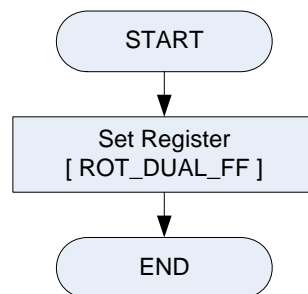 START
Set Register
[ ROT_DUAL_FF ]
END